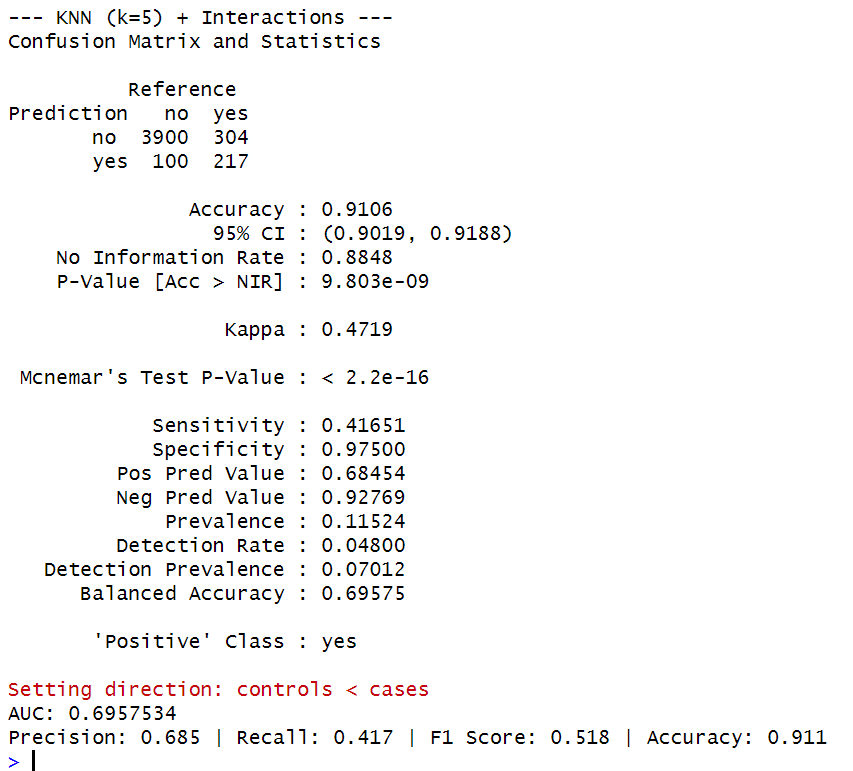 --- KNN (k=5) + Interactions ---
Confusion Matrix and Statistics
Reference
Prediction no yes
no 3900 304
yes 100 217
Accuracy : 0.9106
95% CI : (0.9019, 0.9188)
No Information Rate : 0.8848
P-Value [Acc > NIR] : 9.803e-09
Kappa : 0.4719
Mcnemar's Test P-Value : < 2.2e-16
Sensitivity : 0.41651
Specificity : 0.97500
Pos Pred Value : 0.68454
Neg Pred Value : 0.92769
Prevalence : 0.11524
Detection Rate : 0.04800
Detection Prevalence : 0.07012
Balanced Accuracy : 0.69575
'Positive' Class : yes
Setting direction: controls < cases
AUC: 0.6957534
Precision: 0.685 | Recall: 0.417 | F1 Score: 0.518 | Accuracy: 0.911
>